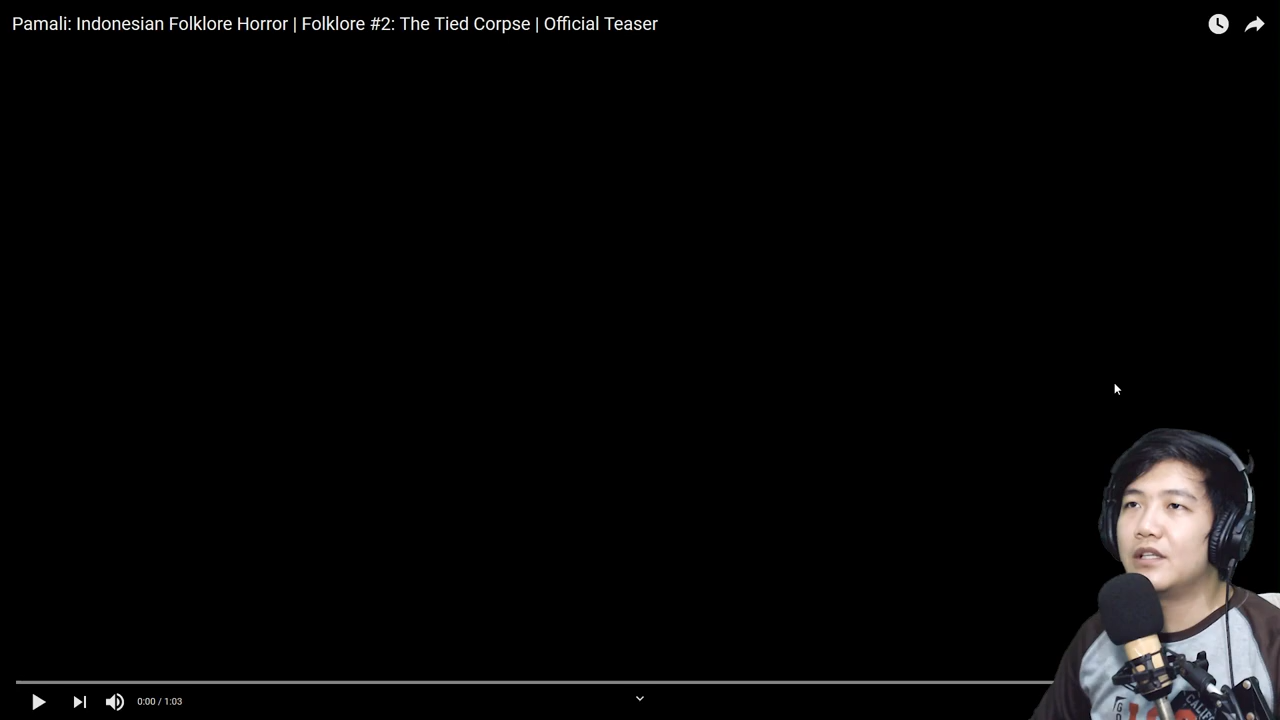 Pamali: Indonesian Folklore Horror | Folklore #2: The Tied Corpse | Official Teaser
0:00 / 1:03